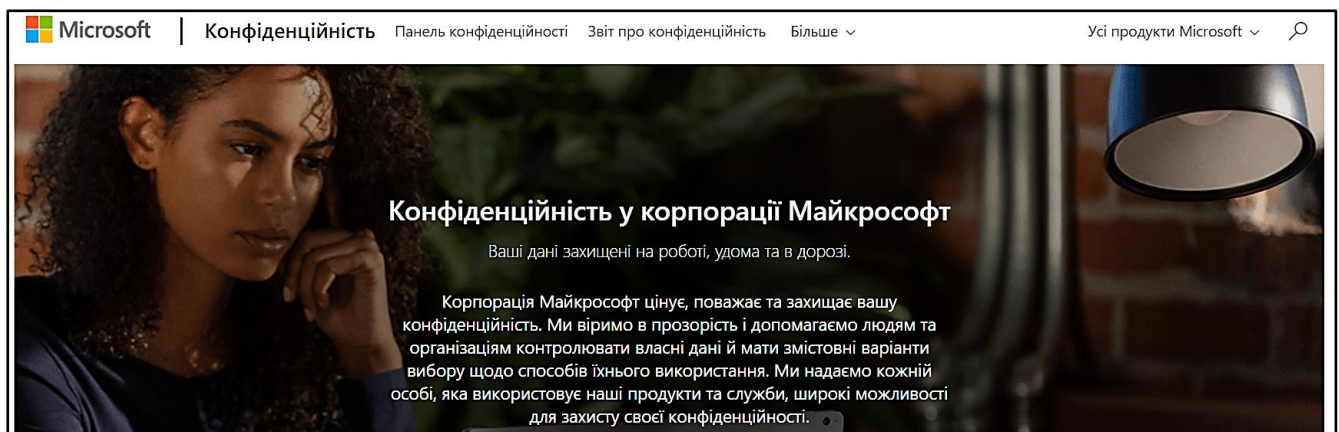 Microsoft | Конфіденційність Панель конфіденційності Звіт про конфіденційність Більше Усі продукти Microsoft
Конфіденційність у корпорації Майкрософт
Ваші дані захищені на роботі, удома та в дорозі.
Корпорація Майкрософт цінує, поважає та захищає вашу
конфіденційність. Ми віримо в прозорість і допомагаємо людям та
організаціям контролювати власні дані й мати змістовні варіанти
вибору щодо способів їхнього використання. Ми надаємо кожній
особі, яка використовує наші продукти та служби, широкі можливості
для захисту своєї конфіденційності.